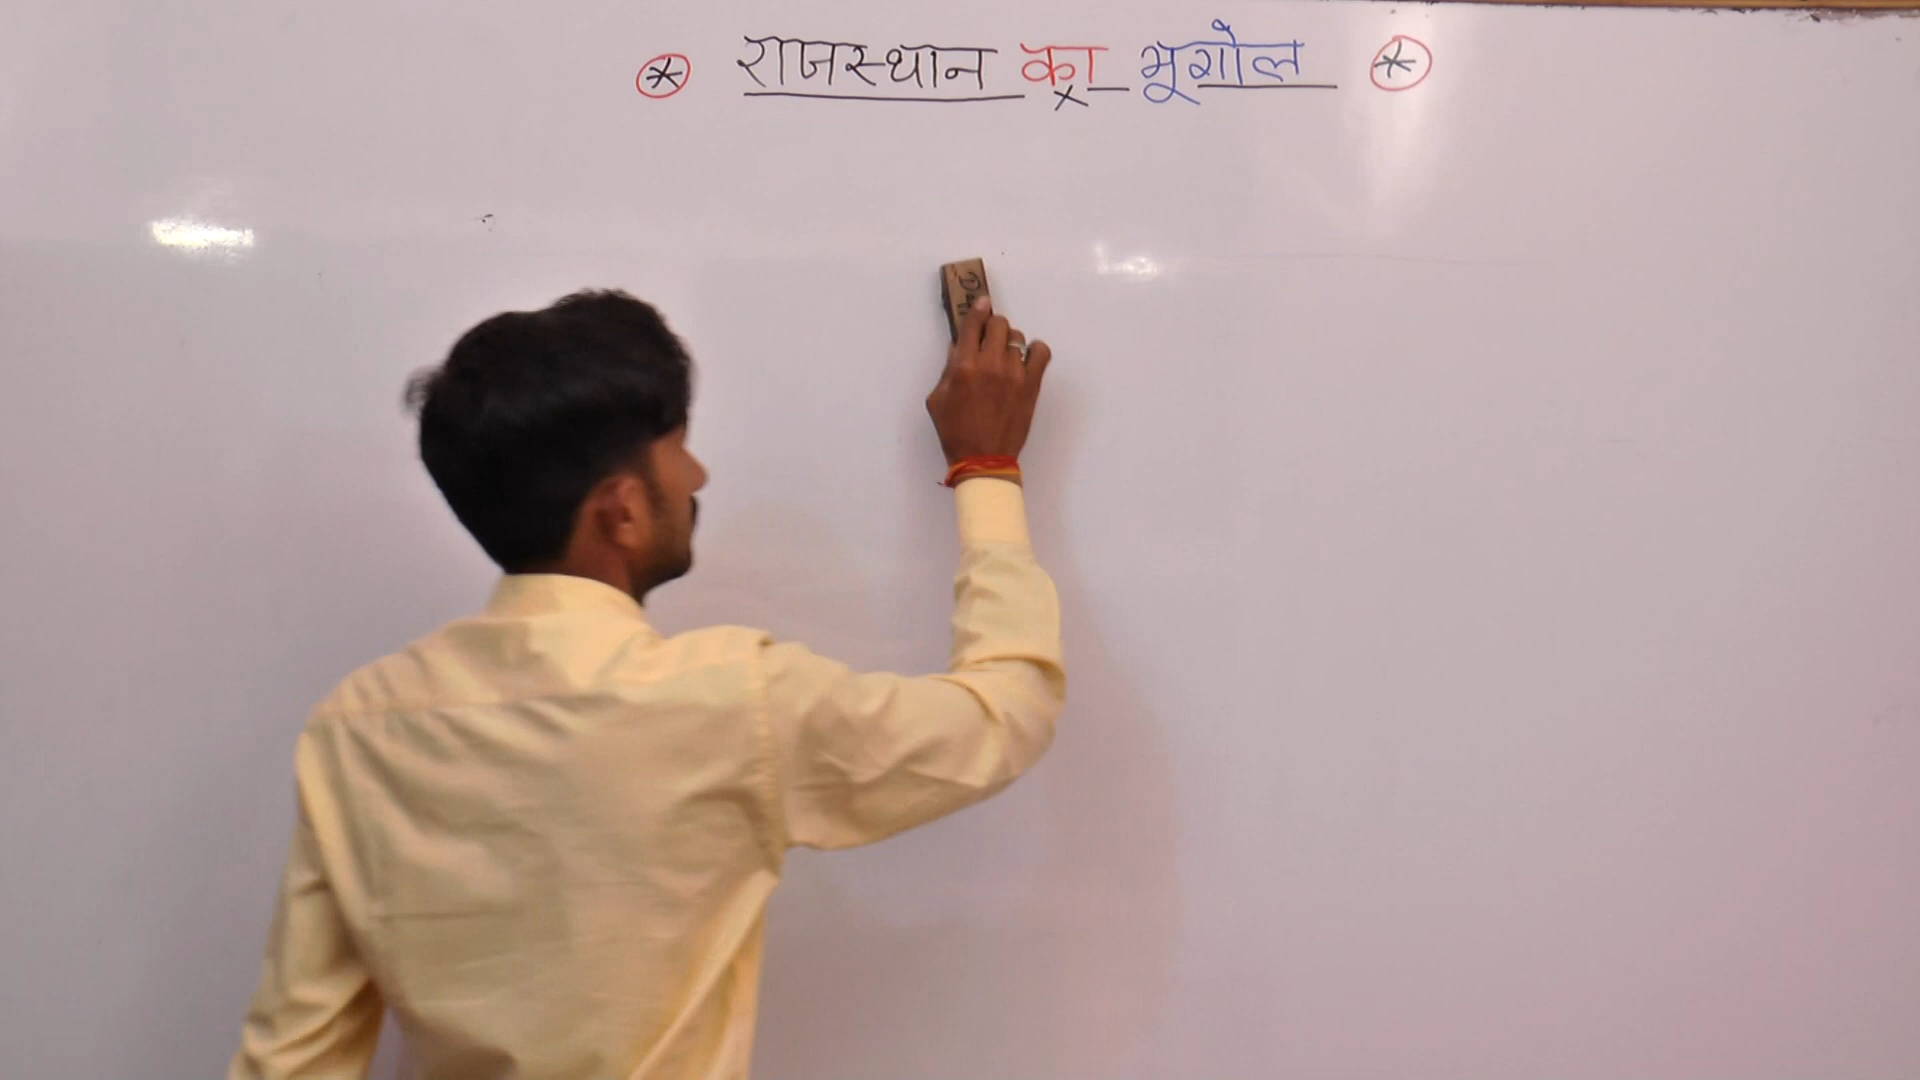 * राजस्थान का भूगोल *